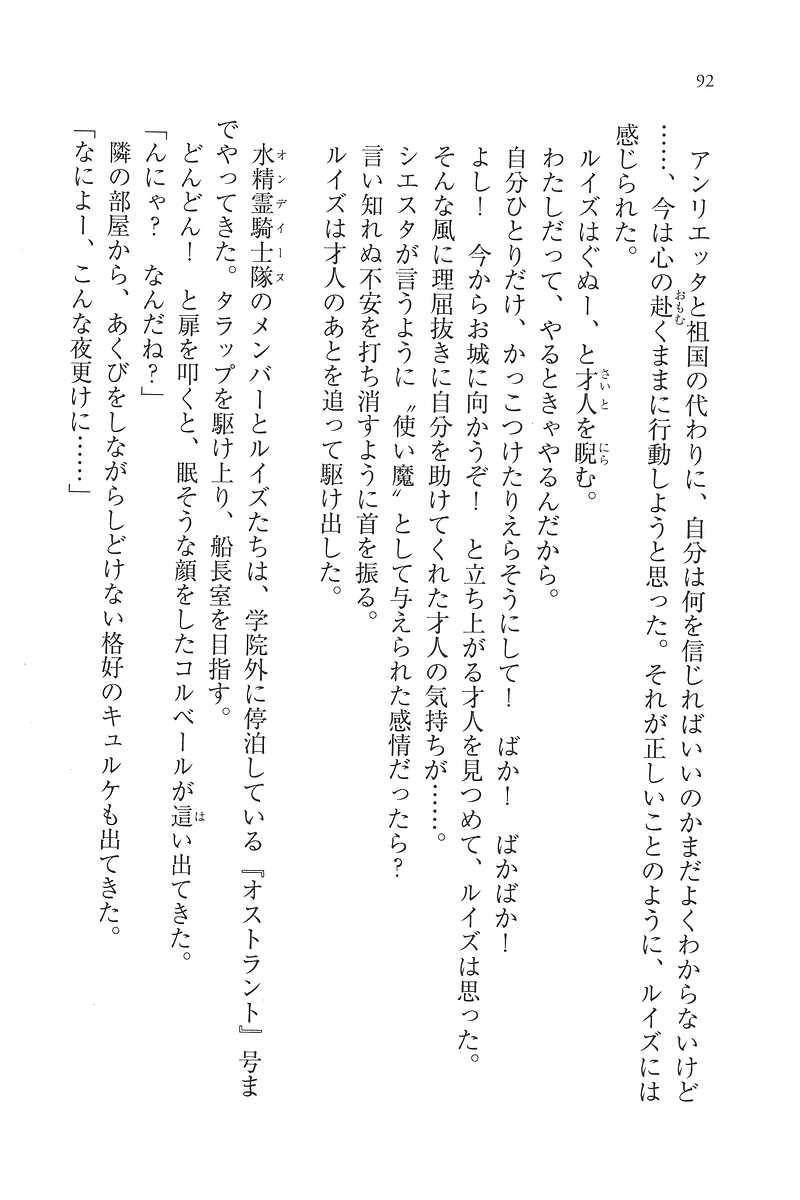 92
アンリエッタと祖国の代わりに、自分は何を信じればいいのかまだよくわからないけど
……、今は心の赴くままに行動しようと思った。それが正しいことのように、ルイズには
感じられた。
ルイズはぐぬー、と才人を睨む。
わたしだって、やるときゃやるんだから。
自分ひとりだけ、かっこつけたりえらそうにして！　ばか！　ばかばか！
よし！　今からお城に向かうぞ！　と立ち上がる才人を見つめて、ルイズは思った。
そんな風に理屈抜きに自分を助けてくれた才人の気持ちが……。
シエスタが言うように〝使い魔〟として与えられた感情だったら？
言い知れぬ不安を打ち消すように首を振る。
ルイズは才人のあとを追って駆け出した。
水精霊騎士隊のメンバーとルイズたちは、学院外に停泊している『オストラント』号ま
でやってきた。タラップを駆け上り、船長室を目指す。
どんどん！　と扉を叩くと、眠そうな顔をしたコルベールが這い出てきた。
「んにゃ？　なんだね？」
隣の部屋から、あくびをしながらしどけない格好のキュルケも出てきた。
「なによー、こんな夜更けに……」